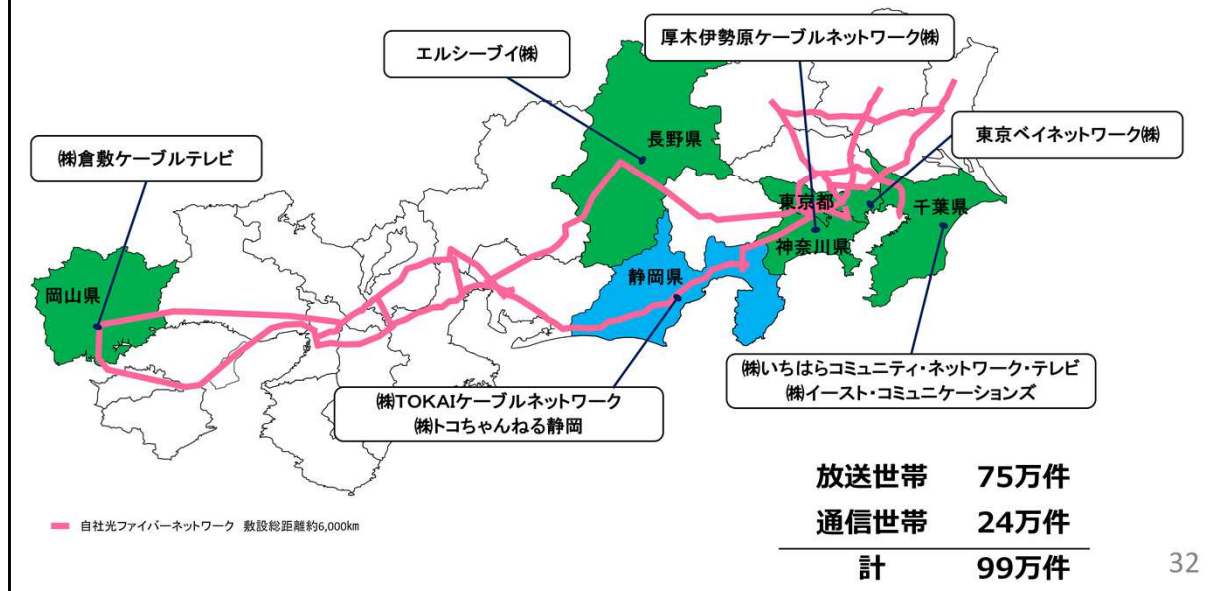 厚木伊勢原ケーブルネットワーク㈱
エルシーブイ㈱
長野県
東京ベイネットワーク㈱
㈱倉敷ケーブルテレビ
東京都
千葉県
神奈川県
静岡県
岡山県
㈱いちはらコミュニティ・ネットワーク・テレビ
㈱イースト・コミュニケーションズ
㈱TOKAIケーブルネットワーク
㈱トコちゃんねる静岡
放送世帯 75万件
自社光ファイバーネットワーク 敷設総距離約6,000km
通信世帯 24万件
計 99万件
32